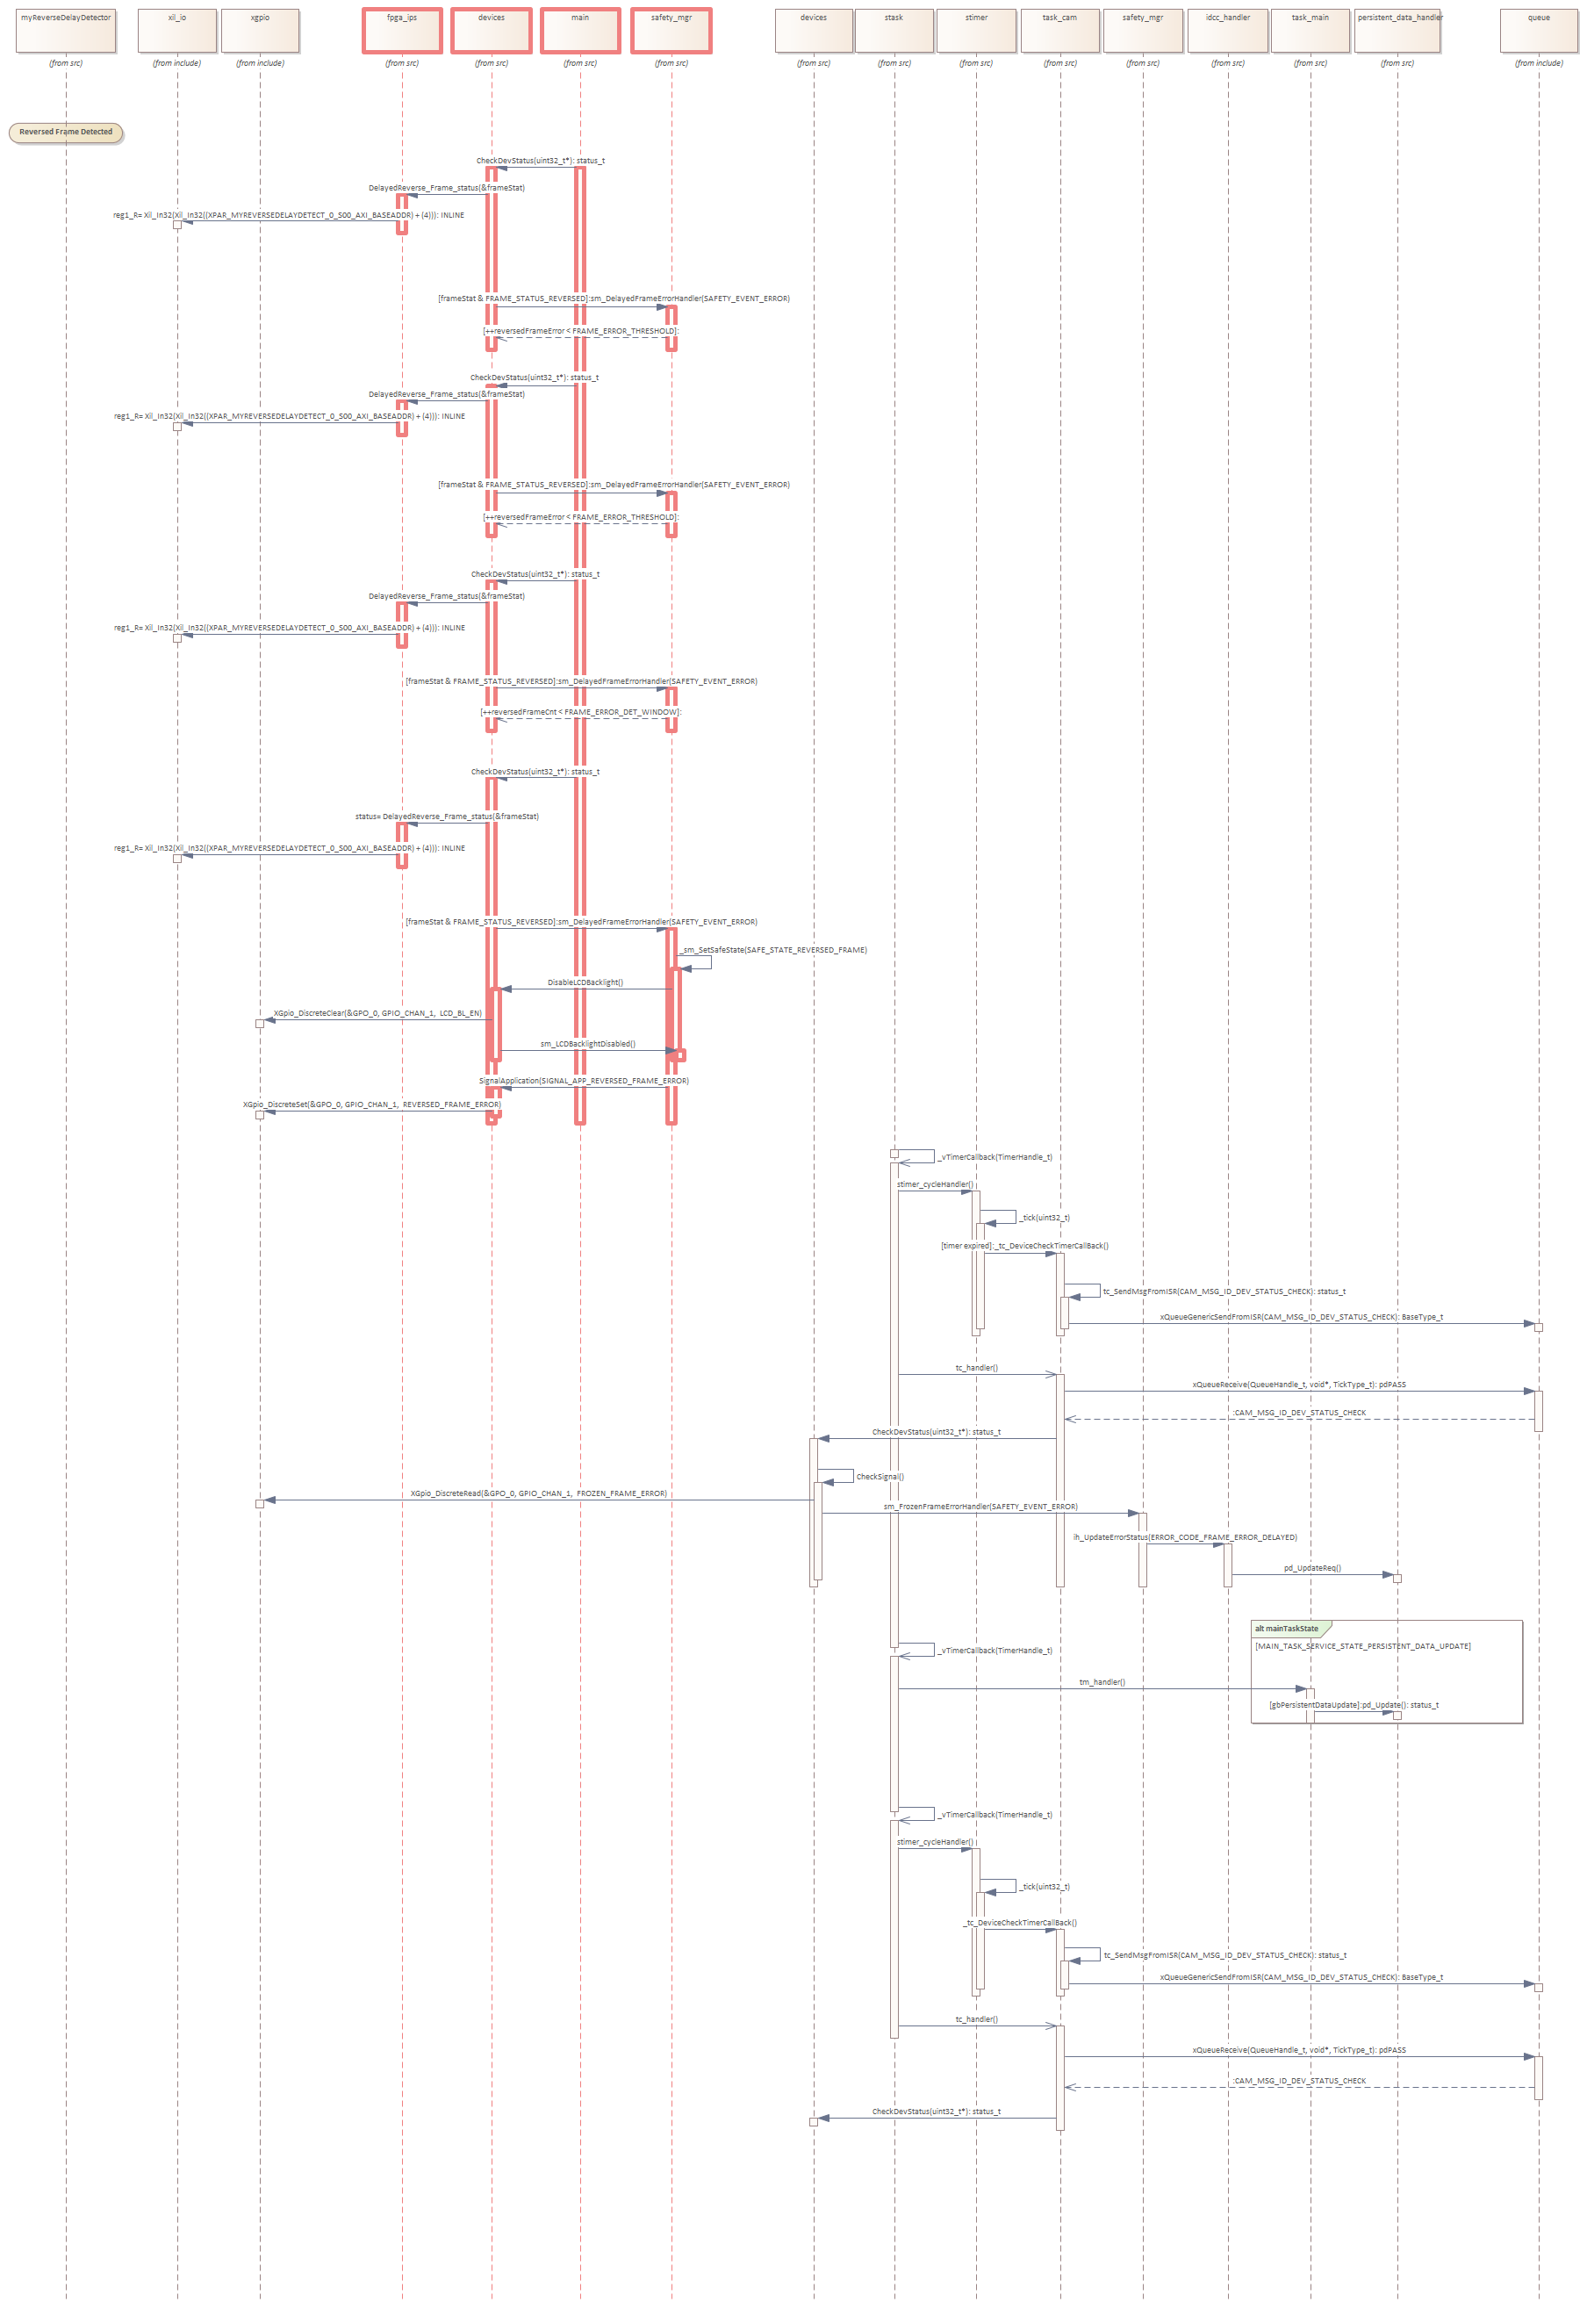 myReverseDelayDetector
xil_io
xgpio
fpga_ips
devices
main
safety_mgr
devices
stask
stimer
task_cam
safety_mgr
idcc_handler
task_main
persistent_data_handler
queue
(from src)
(from include)
(from include)
(from src)
(from src)
(from src)
(from src)
(from src)
(from src)
(from src)
(from src)
(from src)
(from src)
(from src)
(from src)
(from include)
Reversed Frame Detected
CheckDevStatus(uint32_t*): status_t
DelayedReverse_Frame_status(&frameStat)
reg1_R= Xil_In32(Xil_In32((XPAR_MYREVERSEDELAYDETECT_0_S00_AXI_BASEADDR) + (4))): INLINE
[frameStat & FRAME_STATUS_REVERSED]:sm_DelayedFrameErrorHandler(SAFETY_EVENT_ERROR)
[++reversedFrameError < FRAME_ERROR_THRESHOLD]:
CheckDevStatus(uint32_t*): status_t
DelayedReverse_Frame_status(&frameStat)
reg1_R= Xil_In32(Xil_In32((XPAR_MYREVERSEDELAYDETECT_0_S00_AXI_BASEADDR) + (4))): INLINE
[frameStat & FRAME_STATUS_REVERSED]:sm_DelayedFrameErrorHandler(SAFETY_EVENT_ERROR)
[++reversedFrameError < FRAME_ERROR_THRESHOLD]:
CheckDevStatus(uint32_t*): status_t
DelayedReverse_Frame_status(&frameStat)
reg1_R= Xil_In32(Xil_In32((XPAR_MYREVERSEDELAYDETECT_0_S00_AXI_BASEADDR) + (4))): INLINE
[frameStat & FRAME_STATUS_REVERSED]:sm_DelayedFrameErrorHandler(SAFETY_EVENT_ERROR)
[++reversedFrameCnt < FRAME_ERROR_DET_WINDOW]:
CheckDevStatus(uint32_t*): status_t
status= DelayedReverse_Frame_status(&frameStat)
reg1_R= Xil_In32(Xil_In32((XPAR_MYREVERSEDELAYDETECT_0_S00_AXI_BASEADDR) + (4))): INLINE
[frameStat & FRAME_STATUS_REVERSED]:sm_DelayedFrameErrorHandler(SAFETY_EVENT_ERROR)
_sm_SetSafeState(SAFE_STATE_REVERSED_FRAME)
DisableLCDBacklight()
XGpio_DiscreteClear(&GPO_0, GPIO_CHAN_1, LCD_BL_EN)
sm_LCDBacklightDisabled()
SignalApplication(SIGNAL_APP_REVERSED_FRAME_ERROR)
XGpio_DiscreteSet(&GPO_0, GPIO_CHAN_1, REVERSED_FRAME_ERROR)
_vTimerCallback(TimerHandle_t)
stimer_cycleHandler()
_tick(uint32_t)
[timer expired]:_tc_DeviceCheckTimerCallBack()
tc_SendMsgFromISR(CAM_MSG_ID_DEV_STATUS_CHECK): status_t
xQueueGenericSendFromISR(CAM_MSG_ID_DEV_STATUS_CHECK): BaseType_t
tc_handler()
xQueueReceive(QueueHandle_t, void*, TickType_t): pdPASS
:CAM_MSG_ID_DEV_STATUS_CHECK
CheckDevStatus(uint32_t*): status_t
CheckSignal()
XGpio_DiscreteRead(&GPO_0, GPIO_CHAN_1, FROZEN_FRAME_ERROR)
sm_FrozenFrameErrorHandler(SAFETY_EVENT_ERROR)
ih_UpdateErrorStatus(ERROR_CODE_FRAME_ERROR_DELAYED)
pd_UpdateReq()
alt mainTaskState
[MAIN_TASK_SERVICE_STATE_PERSISTENT_DATA_UPDATE]
_vTimerCallback(TimerHandle_t)
tm_handler()
[gbPersistentDataUpdate]:pd_Update(): status_t
_vTimerCallback(TimerHandle_t)
stimer_cycleHandler()
_tick(uint32_t)
_tc_DeviceCheckTimerCallBack()
tc_SendMsgFromISR(CAM_MSG_ID_DEV_STATUS_CHECK): status_t
xQueueGenericSendFromISR(CAM_MSG_ID_DEV_STATUS_CHECK): BaseType_t
tc_handler()
xQueueReceive(QueueHandle_t, void*, TickType_t): pdPASS
:CAM_MSG_ID_DEV_STATUS_CHECK
CheckDevStatus(uint32_t*): status_t